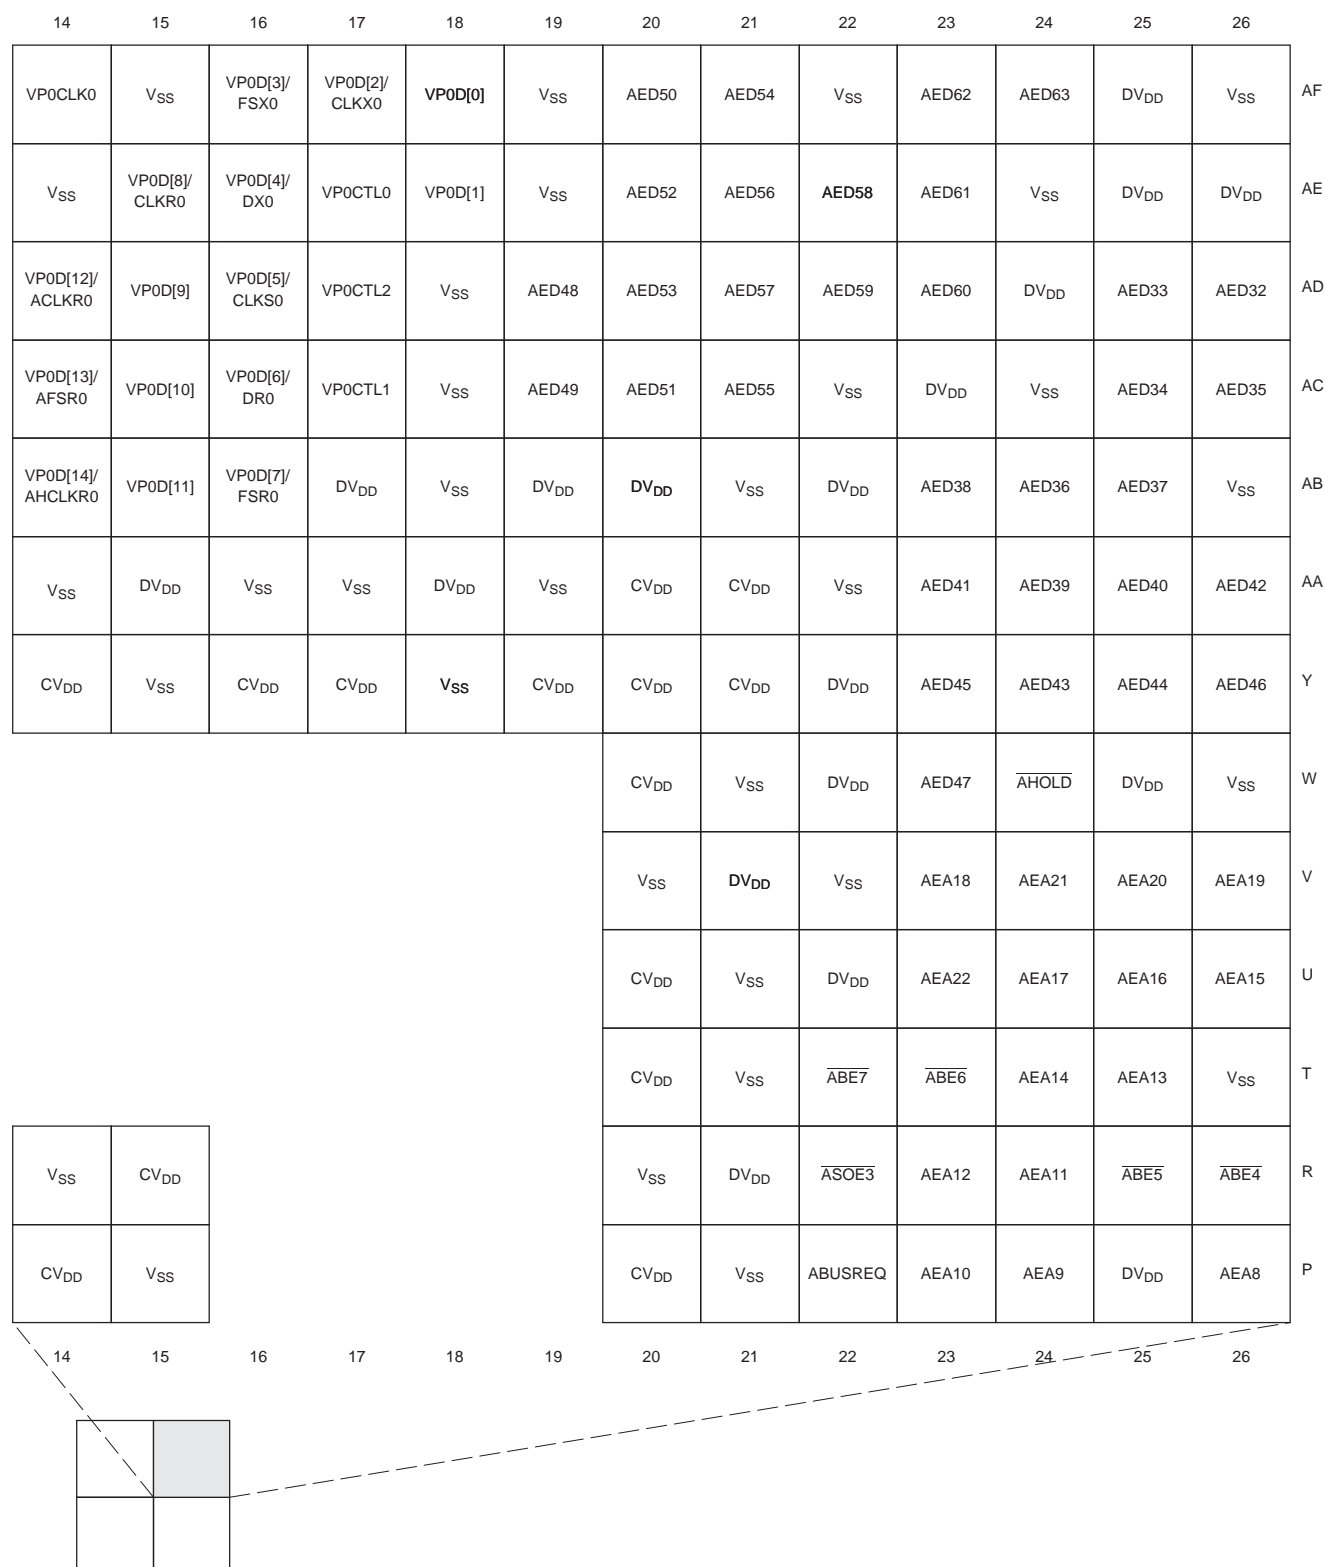 14 15 16 17 18 19 20 21 22 23 24 25 26
VP0CLK0 VSS VP0D[3]/ FSX0 VP0D[2]/ CLKX0 VP0D[0] VSS AED50 AED54 VSS AED62 AED63 DVDD VSS AF
VSS VP0D[8]/ CLKR0 VP0D[4]/ DX0 VP0CTL0 VP0D[1] VSS AED52 AED56 AED58 AED61 VSS DVDD DVDD AE
VP0D[12]/ ACLKR0 VP0D[9] VP0D[5]/ CLKS0 VP0CTL2 VSS AED48 AED53 AED57 AED59 AED60 DVDD AED33 AED32 AD
VP0D[13]/ AFSR0 VP0D[10] VP0D[6]/ DR0 VP0CTL1 VSS AED49 AED51 AED55 VSS DVDD VSS AED34 AED35 AC
VP0D[14]/ AHCLKR0 VP0D[11] VP0D[7]/ FSR0 DVDD VSS DVDD DVDD VSS DVDD AED38 AED36 AED37 VSS AB
VSS DVDD VSS VSS DVDD VSS CVDD CVDD VSS AED41 AED39 AED40 AED42 AA
CVDD VSS CVDD CVDD VSS CVDD CVDD CVDD DVDD AED45 AED43 AED44 AED46 Y
CVDD VSS DVDD AED47 AHOLD DVDD VSS W
VSS DVDD VSS AEA18 AEA21 AEA20 AEA19 V
CVDD VSS DVDD AEA22 AEA17 AEA16 AEA15 U
CVDD VSS ABE7 ABE6 AEA14 AEA13 VSS T
VSS CVDD VSS DVDD ASOE3 AEA12 AEA11 ABE5 ABE4 R
CVDD VSS CVDD VSS ABUSREQ AEA10 AEA9 DVDD AEA8 P
14 15 16 17 18 19 20 21 22 23 24 25 26